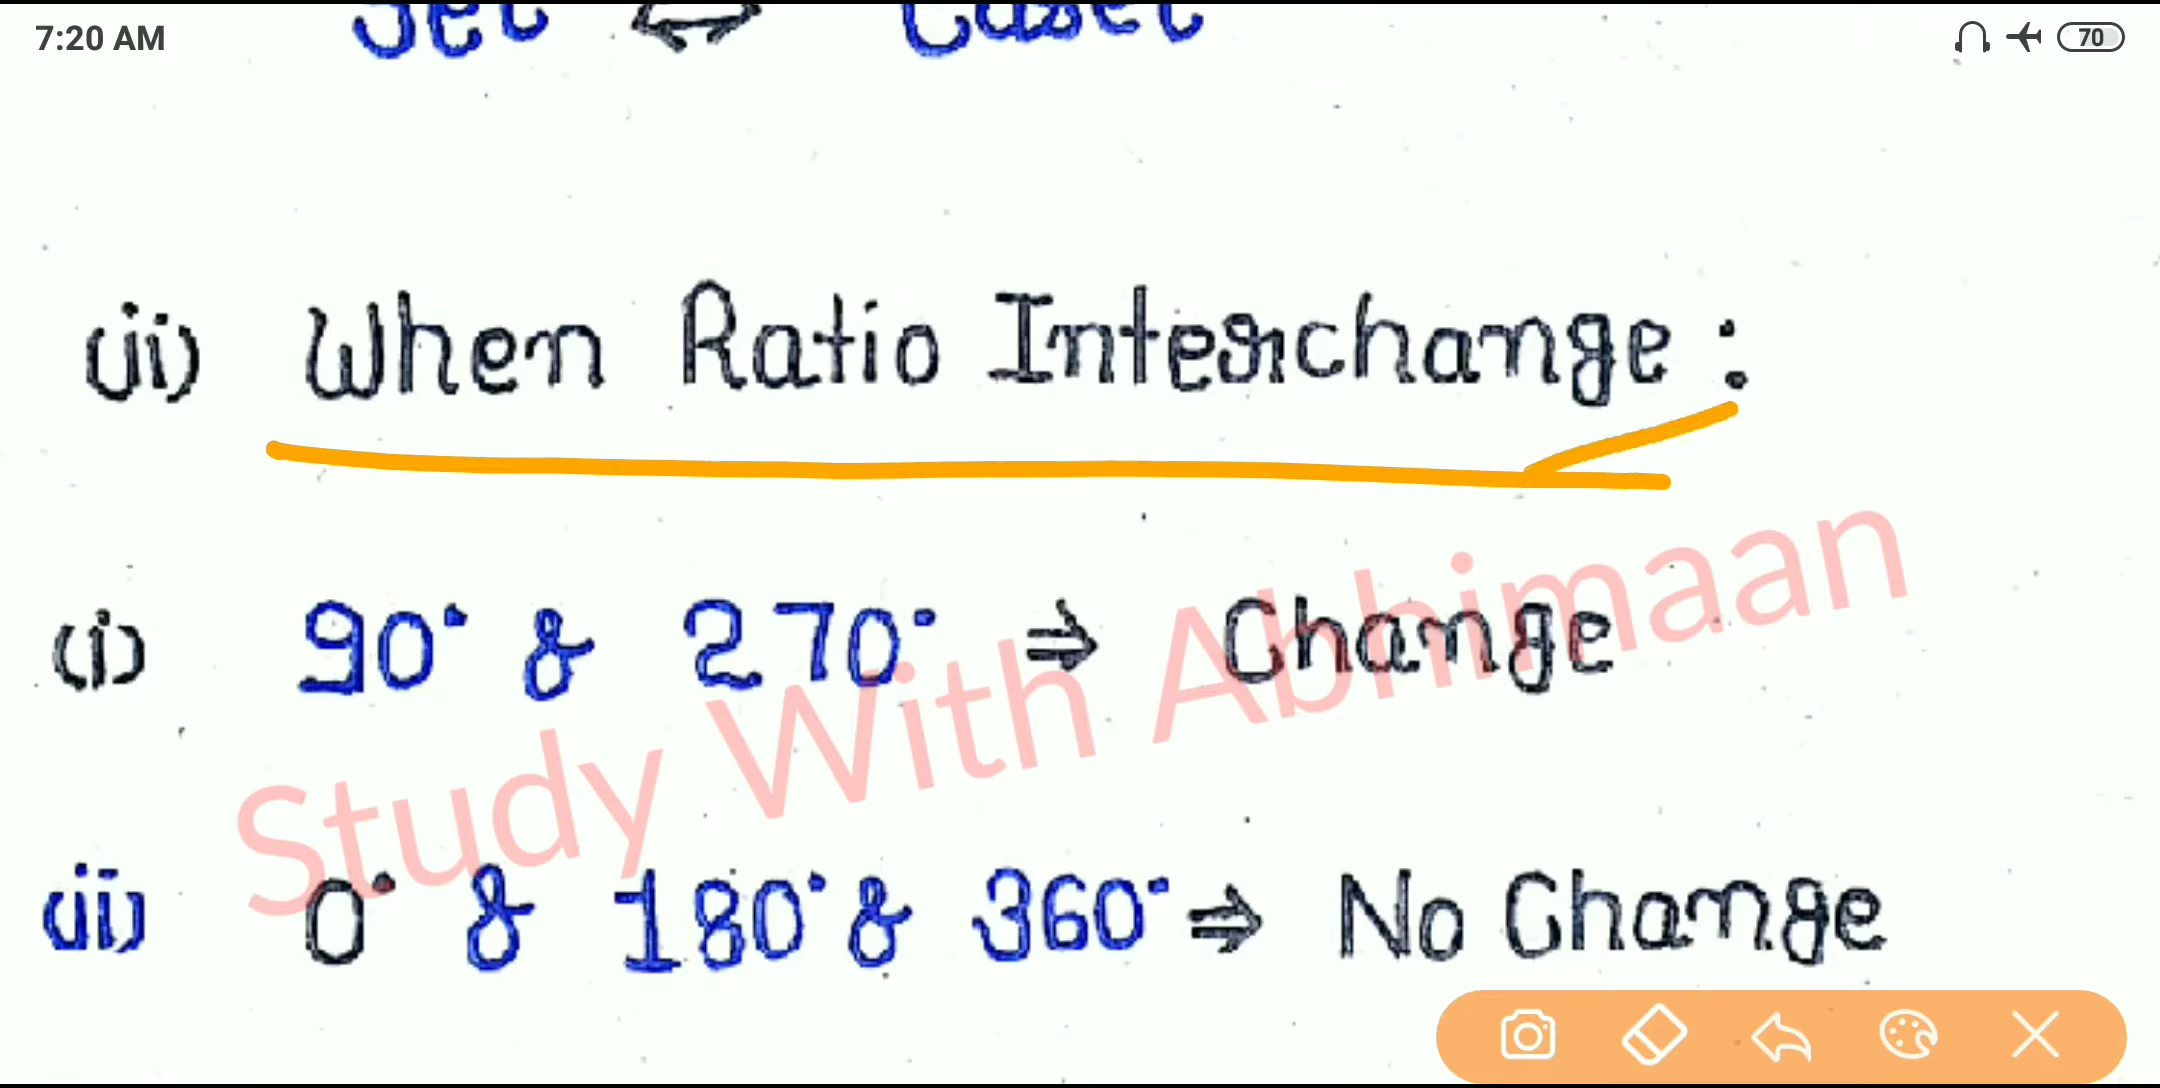 7:20 AM
70
(ii) When Ratio Interchange :
(i) 90° & 270° ⇒ Change
Study With Abhimaan
(ii) 0° & 180° & 360° ⇒ No Change